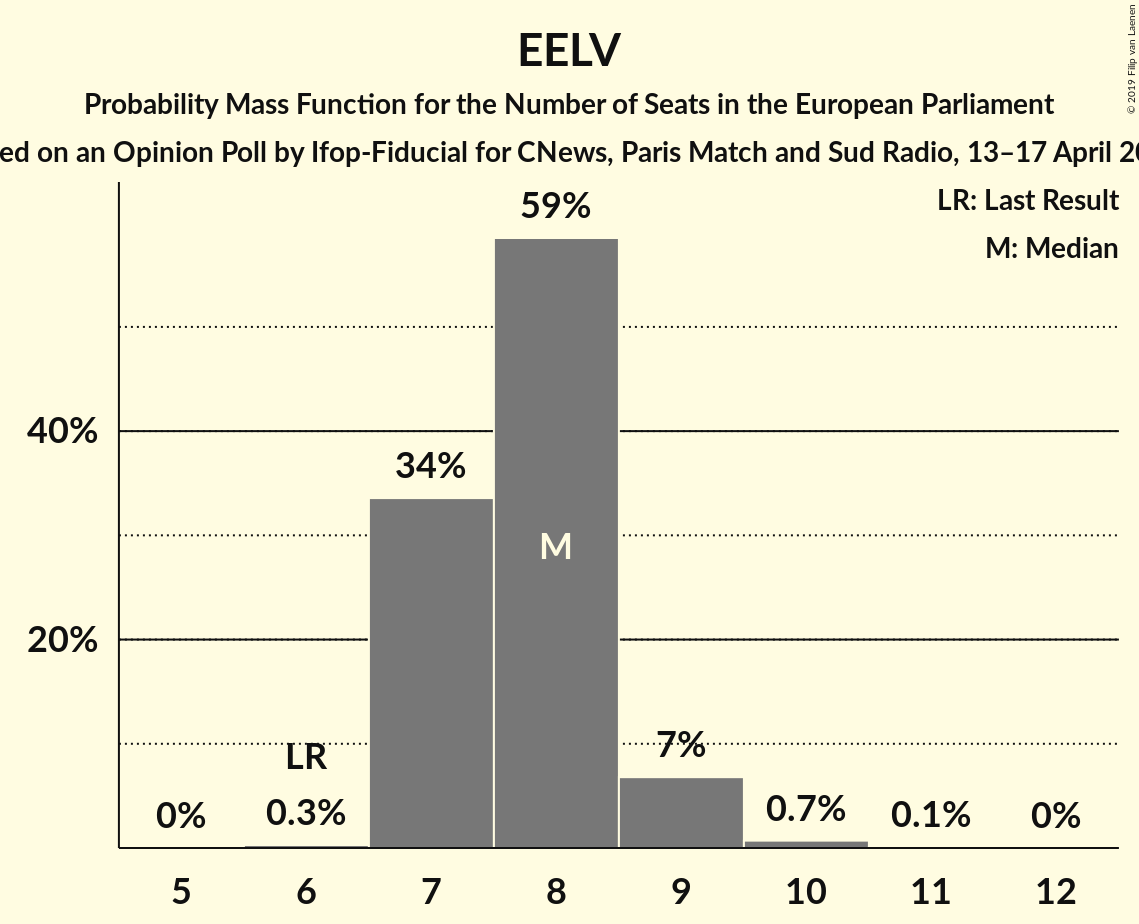 EELV
Probability Mass Function for the Number of Seats in the European Parliament
ed on an Opinion Poll by Ifop-Fiducial for CNews, Paris Match and Sud Radio, 13–17 April 20
© 2019 Filip van Laenen
LR: Last Result
M: Median
59%
40%
34%
M
20%
LR
7%
0%
0.3%
0.7%
0.1%
0%
5 6 7 8 9 10 11 12